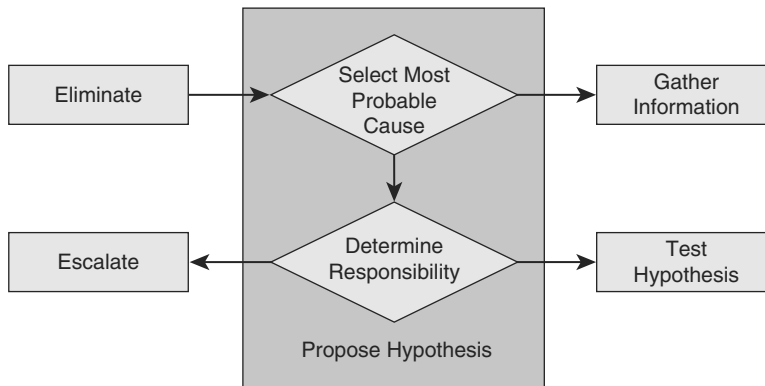 Eliminate
Select Most
Probable
Cause
Gather
Information
Escalate
Determine
Responsibility
Test
Hypothesis
Propose Hypothesis